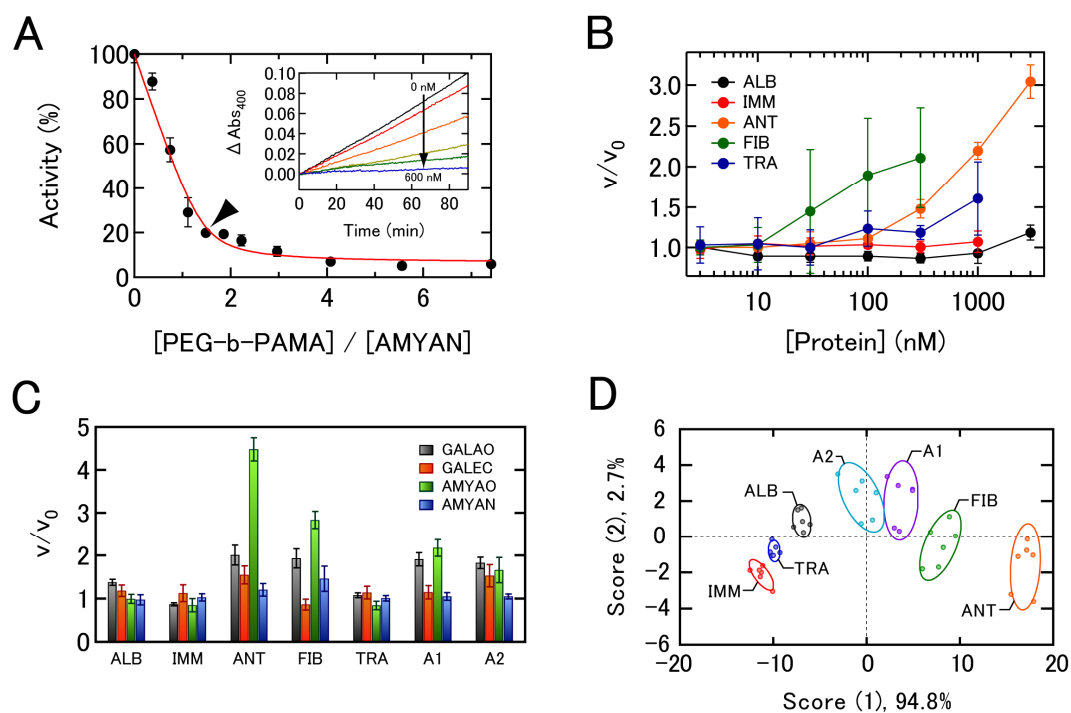 A
100
80
60
40
20
0
Activity (%)
0
2
4
6
[PEG-b-PAMA] / [AMYAN]
0.10
0.08
0.06
0.04
0.02
0.00
Δ Abs400
0 nM
600 nM
0
20
40
60
80
Time (min)
B
3.0
2.5
2.0
1.5
1.0
v/v0
ALB
IMM
ANT
FIB
TRA
10
100
1000
[Protein] (nM)
C
5
4
3
2
1
0
v/v0
GALAO
GALEC
AMYAO
AMYAN
ALB
IMM
ANT
FIB
TRA
A1
A2
D
6
4
2
0
-2
-4
-6
Score (2), 2.7%
A2
A1
ALB
FIB
TRA
IMM
ANT
-20
-10
0
10
20
Score (1), 94.8%